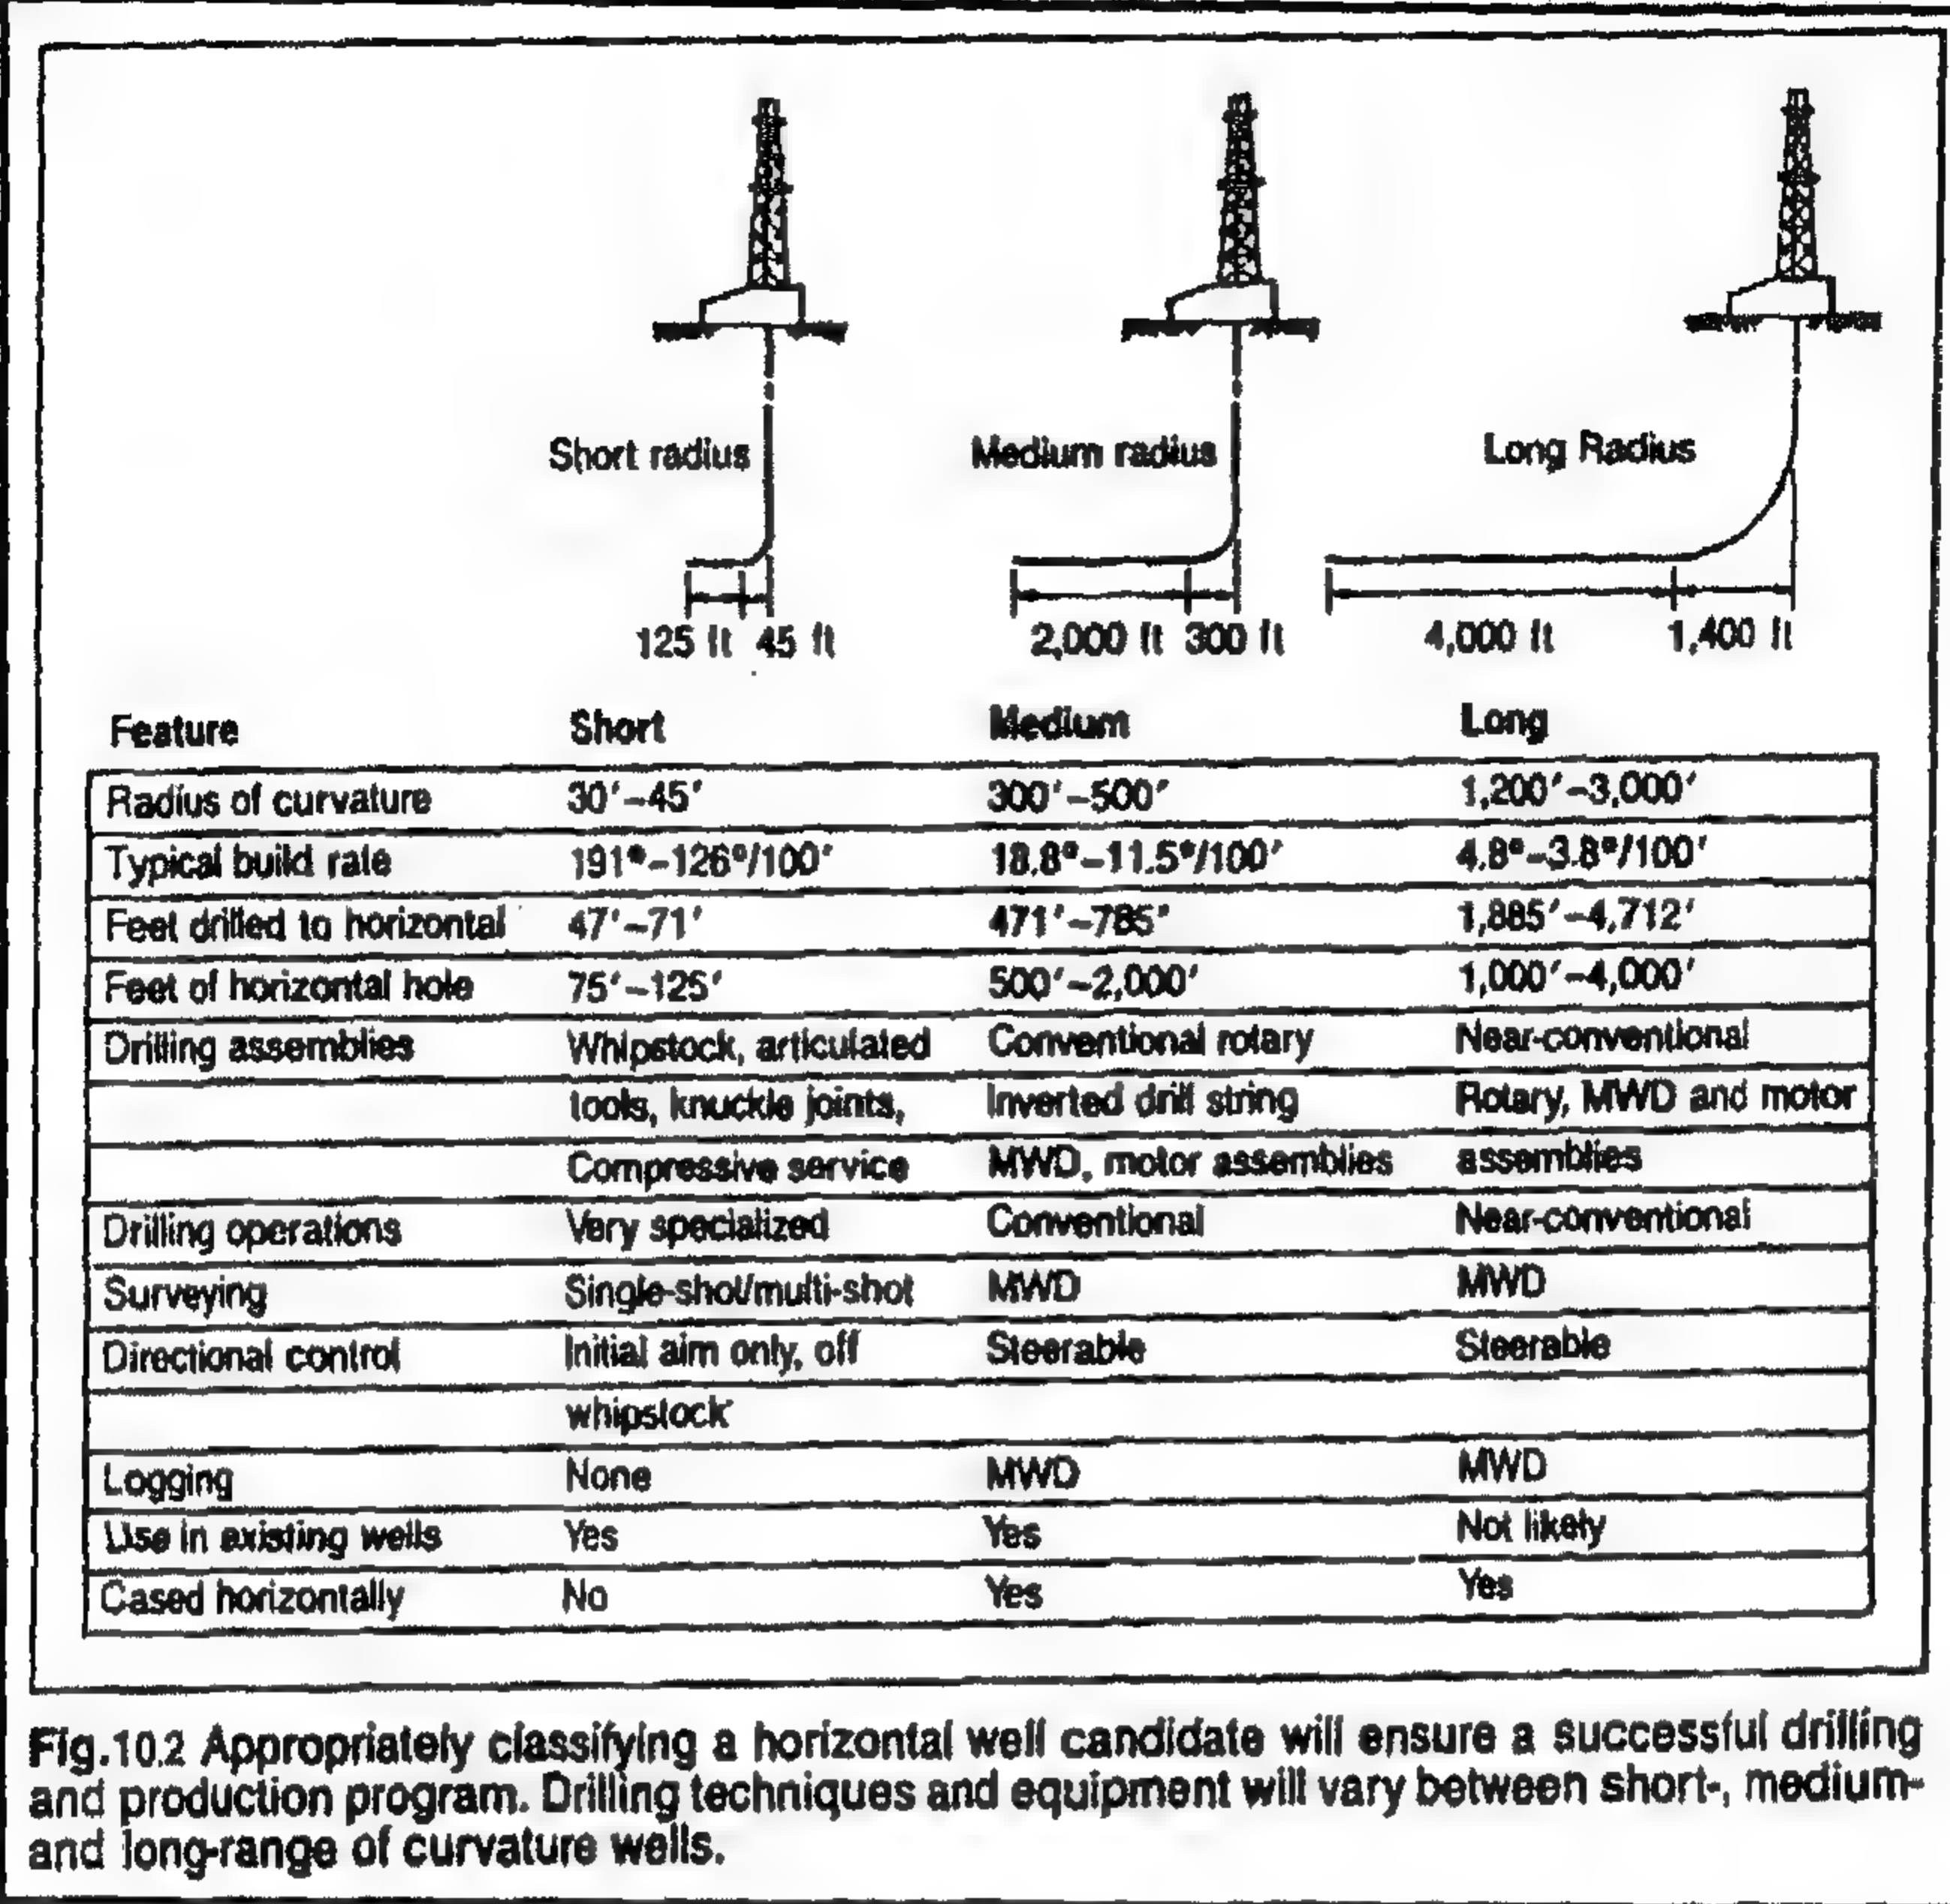 Short radius Medium radius Long Radius
125 ft 45 ft 2,000 ft 300 ft 4,000 ft 1,400 ft
Feature Short Medium Long
Radius of curvature 30′–45′ 300′–500′ 1,200′–3,000′
Typical build rate 191°–126°/100′ 18.8°–11.5°/100′ 4.8°–3.8°/100′
Feet drilled to horizontal 47′–71′ 471′–785′ 1,885′–4,712′
Feet of horizontal hole 75′–125′ 500′–2,000′ 1,000′–4,000′
Drilling assemblies Whipstock, articulated Conventional rotary Near-conventional
tools, knuckle joints, Inverted drill string Rotary, MWD and motor
Compressive service MWD, motor assemblies assemblies
Drilling operations Very specialized Conventional Near-conventional
Surveying Single-shot/multi-shot MWD MWD
Directional control Initial aim only, off Steerable Steerable
whipstock
Logging None MWD MWD
Use in existing wells Yes Yes Not likely
Cased horizontally No Yes Yes
Fig.10.2 Appropriately classifying a horizontal well candidate will ensure a successful drilling
and production program. Drilling techniques and equipment will vary between short-, medium-
and long-range of curvature wells.